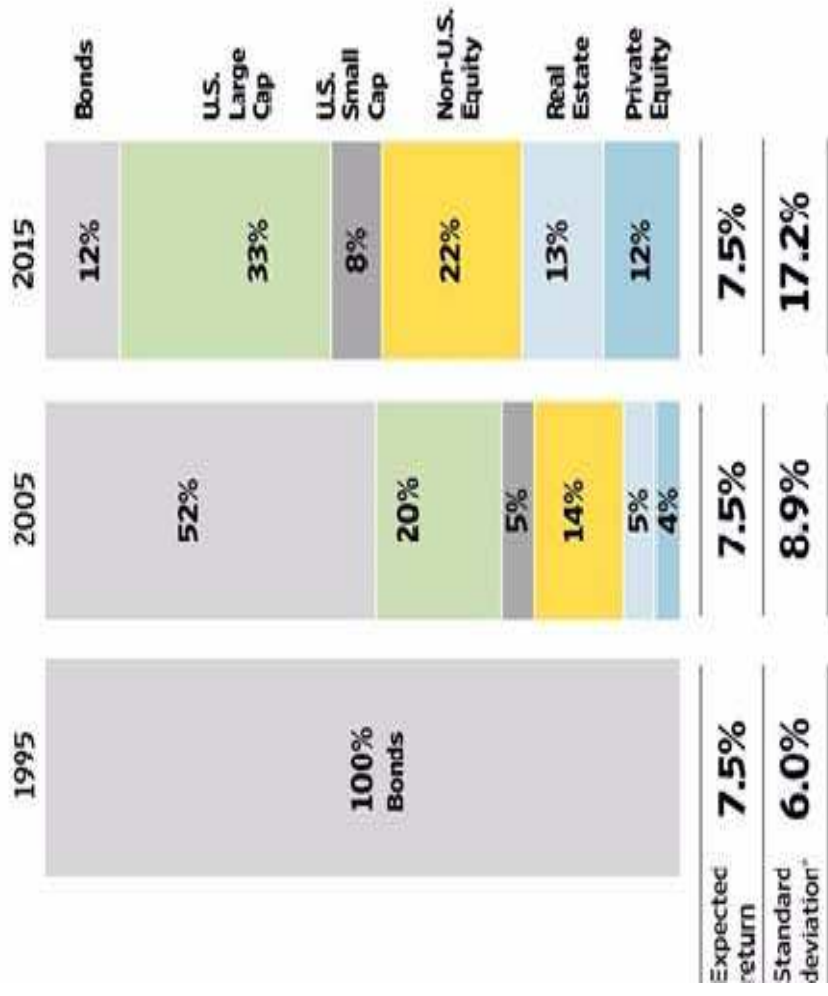 1995
2005
2015
100%
Bonds
52%
20%
5%
14%
5%
4%
12%
33%
8%
22%
13%
12%
Bonds
U.S.
Large
Cap
U.S.
Small
Cap
Non-U.S.
Equity
Real
Estate
Private
Equity
Expected
return
7.5%
7.5%
7.5%
Standard
deviation*
6.0%
8.9%
17.2%